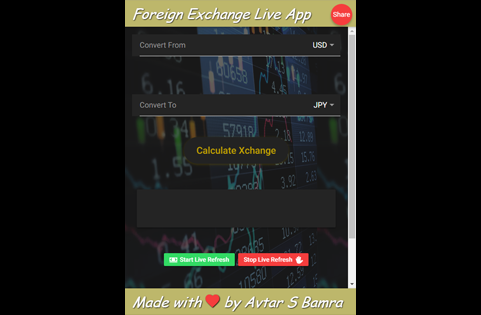 Foreign Exchange Live App
Share
Convert From
USD
Convert To
JPY
Calculate Xchange
Start Live Refresh
Stop Live Refresh
Made with ❤ by Avtar S Bamra